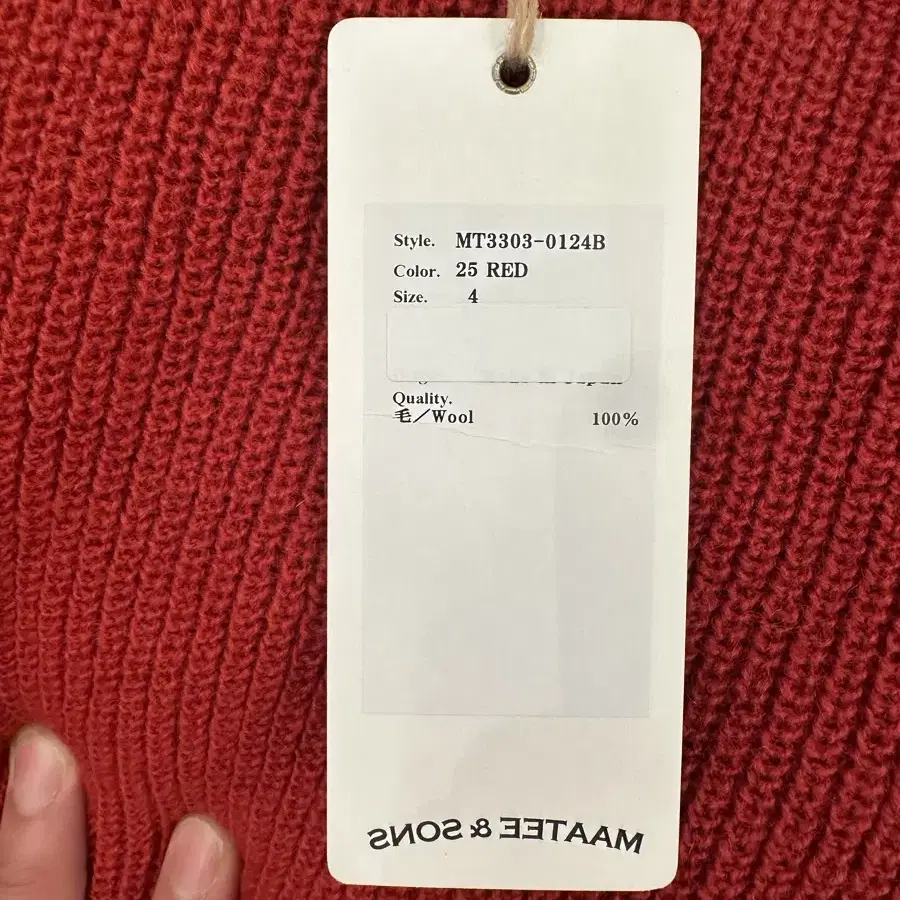 Style. MT3303-0124B
Color. 25 RED
Size. 4
Quality.
毛／Wool 100%
MAATEE & SONS